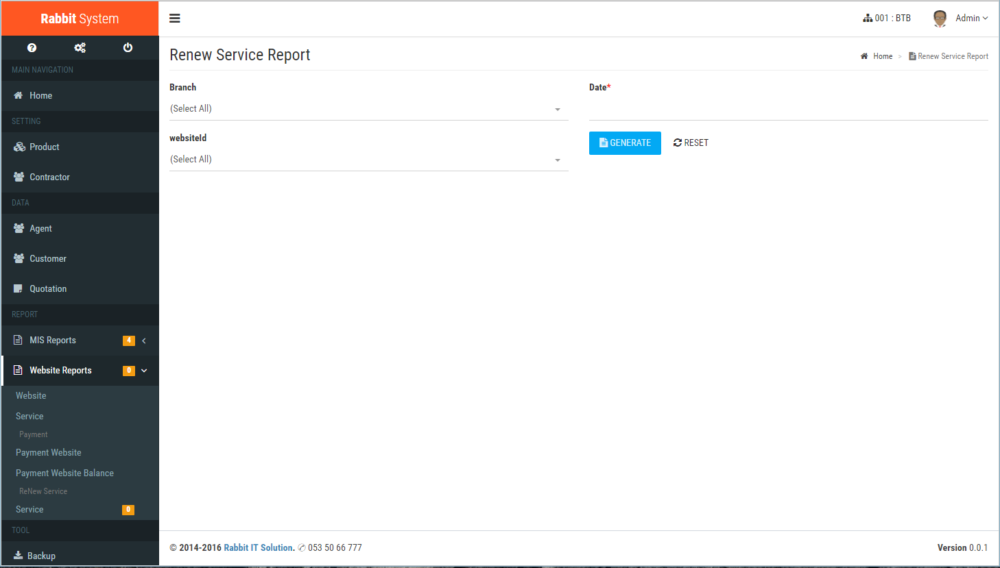 Rabbit System
001 : BTB
Admin
MAIN NAVIGATION
Home
SETTING
Product
Contractor
DATA
Agent
Customer
Quotation
REPORT
MIS Reports 4
Website Reports 0
Website
Service
Payment
Payment Website
Payment Website Balance
ReNew Service
Service 0
TOOL
Backup
Renew Service Report
Home > Renew Service Report
Branch
(Select All)
websiteId
(Select All)
Date*
GENERATE
RESET
© 2014-2016 Rabbit IT Solution. ✆ 053 50 66 777
Version 0.0.1